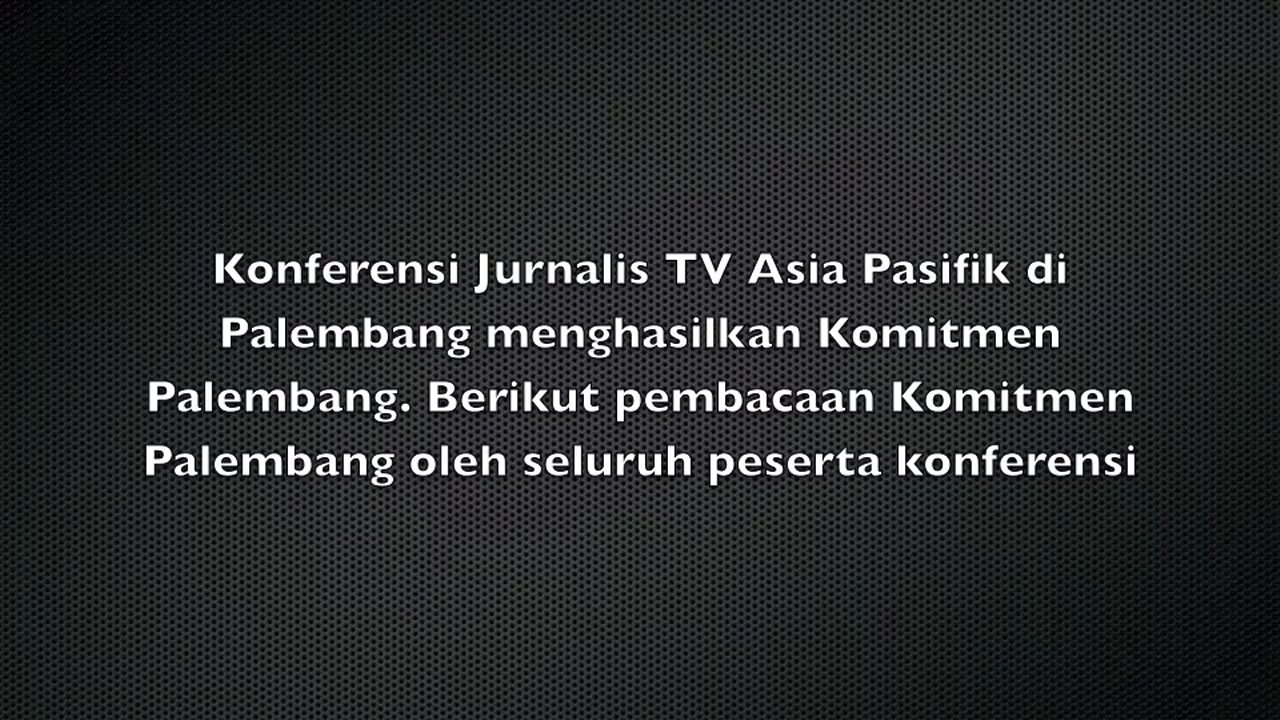 Konferensi Jurnalis TV Asia Pasifik di
Palembang menghasilkan Komitmen
Palembang. Berikut pembacaan Komitmen
Palembang oleh seluruh peserta konferensi